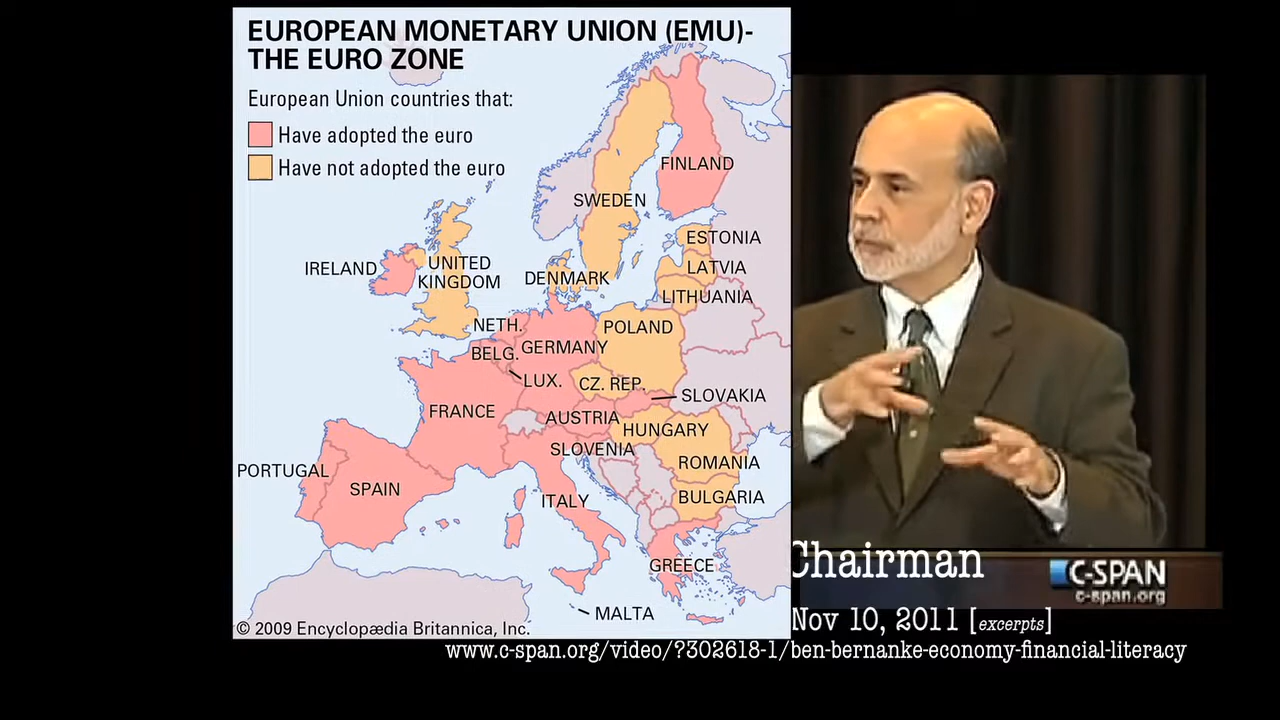 EUROPEAN MONETARY UNION (EMU)-
THE EURO ZONE
European Union countries that:
Have adopted the euro
Have not adopted the euro
FINLAND
SWEDEN
ESTONIA
IRELAND
UNITED
KINGDOM
DENMARK
LATVIA
LITHUANIA
NETH.
POLAND
BELG.
GERMANY
LUX.
CZ. REP.
SLOVAKIA
FRANCE
AUSTRIA
HUNGARY
SLOVENIA
ROMANIA
PORTUGAL
SPAIN
ITALY
BULGARIA
GREECE
MALTA
© 2009 Encyclopædia Britannica, Inc.
Chairman
C-SPAN
c-span.org
Nov 10, 2011 [excerpts]
www.c-span.org/video/?302618-1/ben-bernanke-economy-financial-literacy